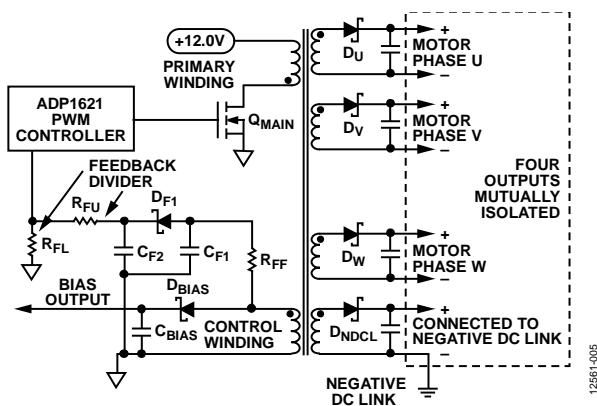 +12.0V
PRIMARY
WINDING
ADP1621
PWM
CONTROLLER
QMAIN
FEEDBACK
DIVIDER
RFU
DF1
RFL
CF2
CF1
RFF
BIAS
OUTPUT
DBIAS
CBIAS
CONTROL
WINDING
DU
+
MOTOR
PHASE U
–
DV
+
MOTOR
PHASE V
–
FOUR
OUTPUTS
MUTUALLY
ISOLATED
DW
+
MOTOR
PHASE W
–
DNDCL
+
CONNECTED TO
NEGATIVE DC LINK
–
NEGATIVE
DC LINK
12561-005